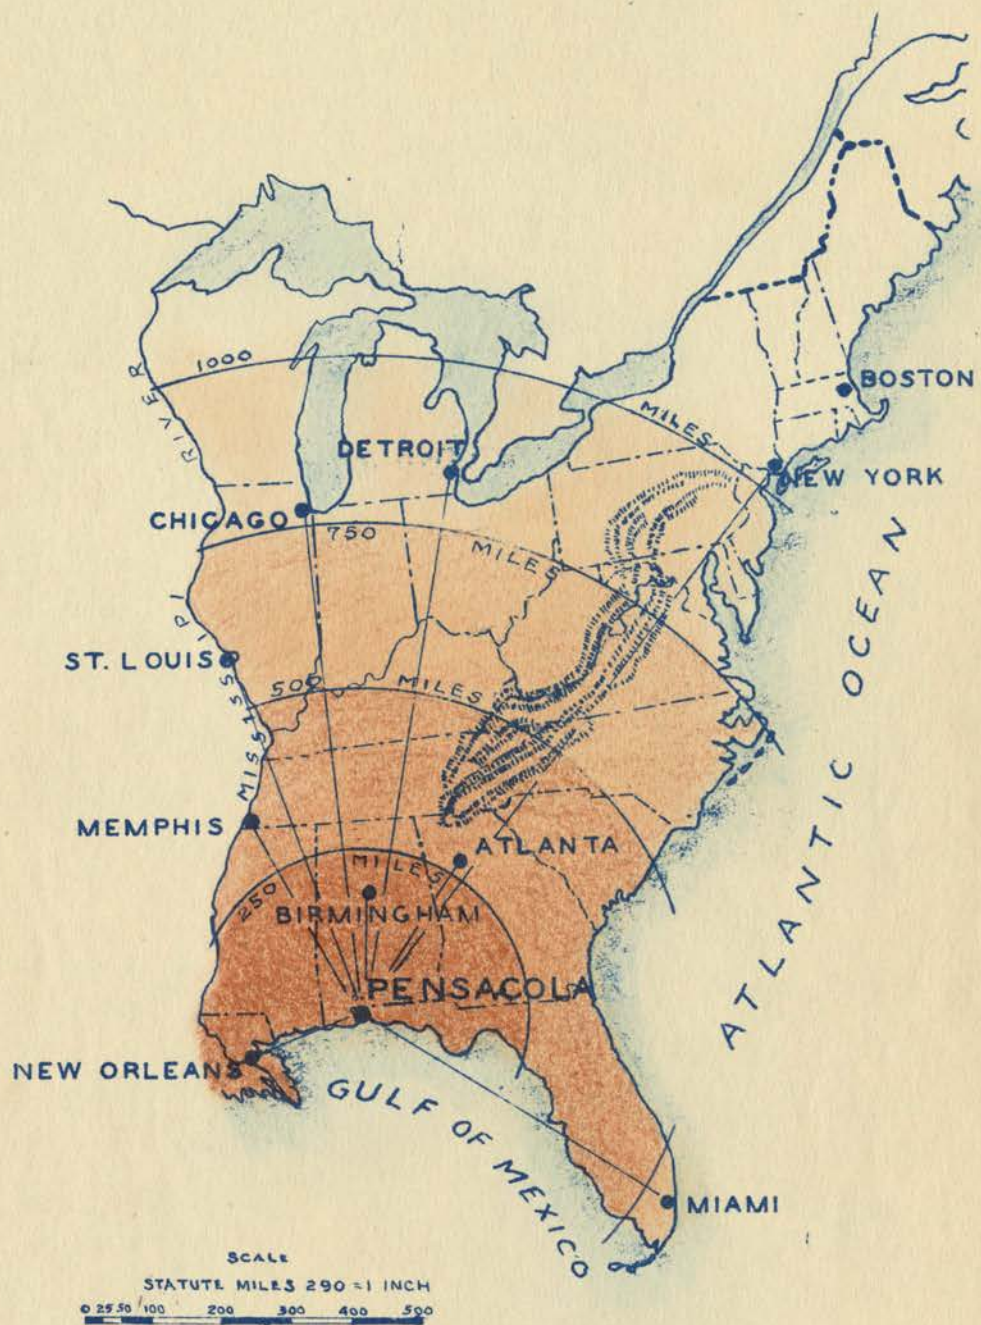 1000
MILES
RIVER
BOSTON
DETROIT
NEW YORK
CHICAGO
750
MILES
ST. LOUIS
500
MILES
MISSISSIPI
ATLANTIC OCEAN
MEMPHIS
ATLANTA
250
MILES
BIRMINGHAM
PENSACOLA
NEW ORLEANS
GULF OF MEXICO
MIAMI
SCALE
STATUTE MILES 290 = 1 INCH
0 25 50 100 200 300 400 500